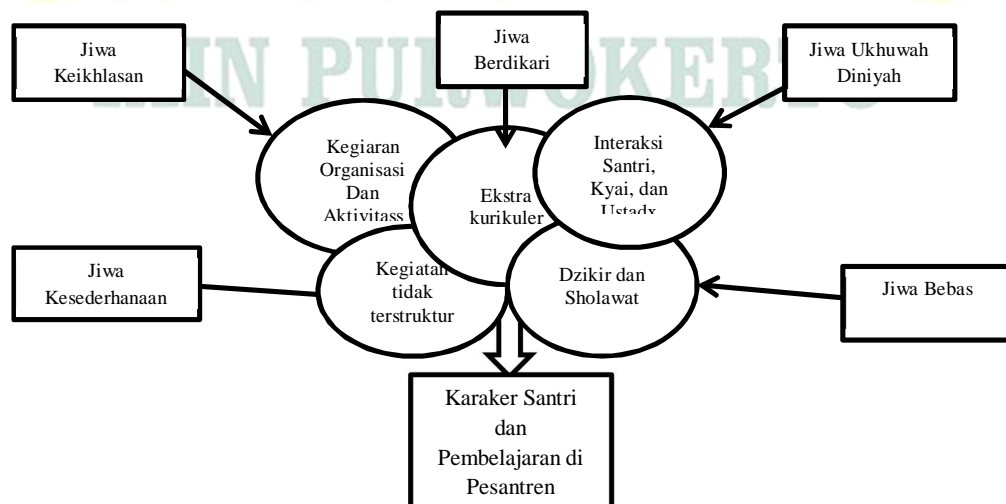 Jiwa
Keikhlasan
Jiwa
Berdikari
Jiwa Ukhuwah
Diniyah
IAIN PURWOKERTO
Kegiaran
Organisasi
Dan
Aktivitass
Ekstra
kurikuler
Interaksi
Santri,
Kyai, dan
Ustadx
Jiwa
Kesederhanaan
Kegiatan
tidak
terstruktur
Dzikir dan
Sholawat
Jiwa Bebas
Karaker Santri
dan
Pembelajaran di
Pesantren